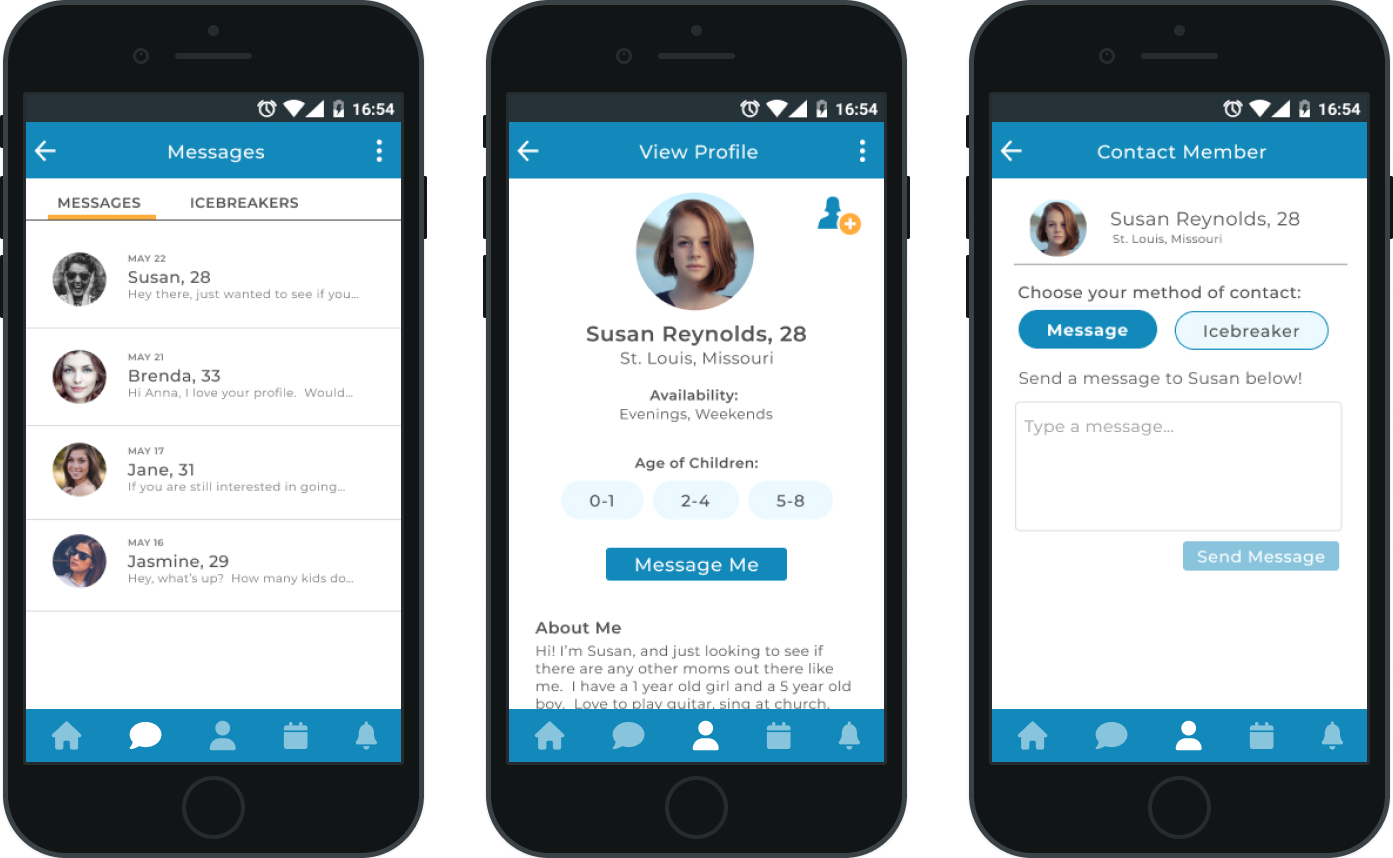 16:54
Messages
MESSAGES ICEBREAKERS
MAY 22
Susan, 28
Hey there, just wanted to see if you...
MAY 21
Brenda, 33
Hi Anna, I love your profile.  Would...
MAY 17
Jane, 31
If you are still interested in going...
MAY 16
Jasmine, 29
Hey, what's up?  How many kids do...
16:54
View Profile
Susan Reynolds, 28
St. Louis, Missouri
Availability:
Evenings, Weekends
Age of Children:
0-1 2-4 5-8
Message Me
About Me
Hi! I'm Susan, and just looking to see if
there are any other moms out there like
me.  I have a 1 year old girl and a 5 year old
boy.  Love to play guitar, sing at church,
16:54
Contact Member
Susan Reynolds, 28
St. Louis, Missouri
Choose your method of contact:
Message Icebreaker
Send a message to Susan below!
Type a message...
Send Message